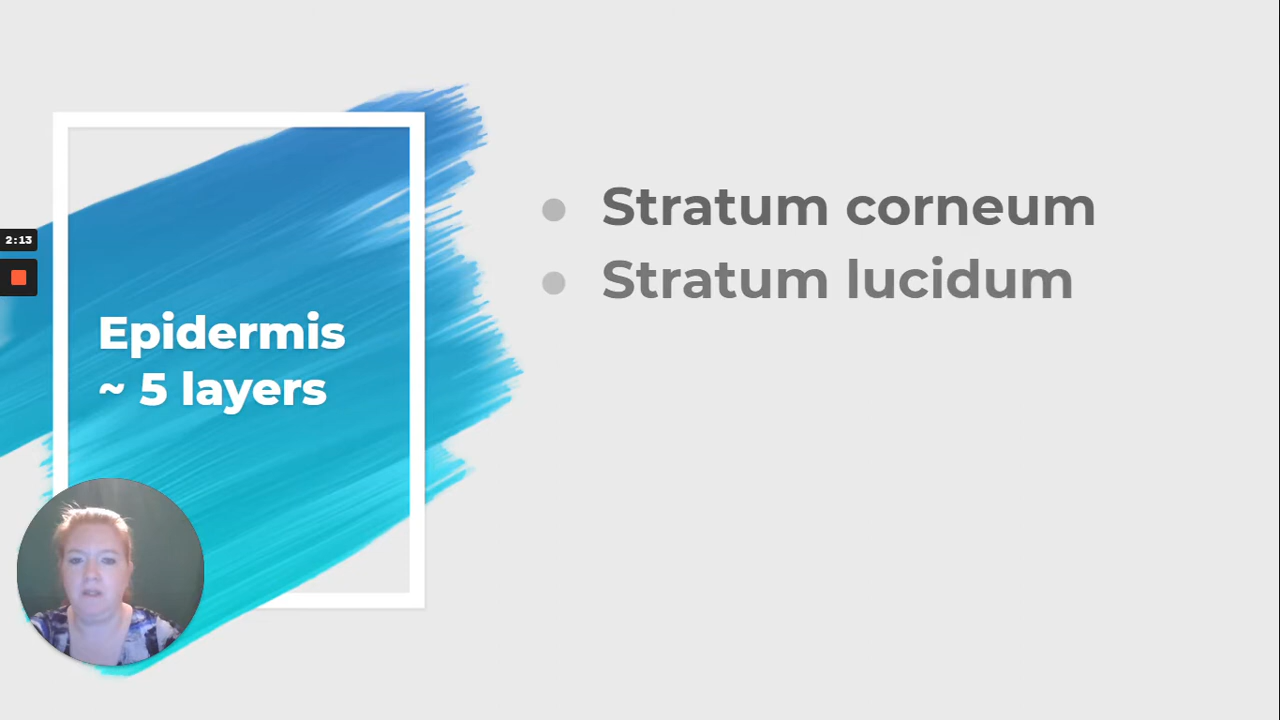 Stratum corneum
Stratum lucidum
2:13
Epidermis
~ 5 layers